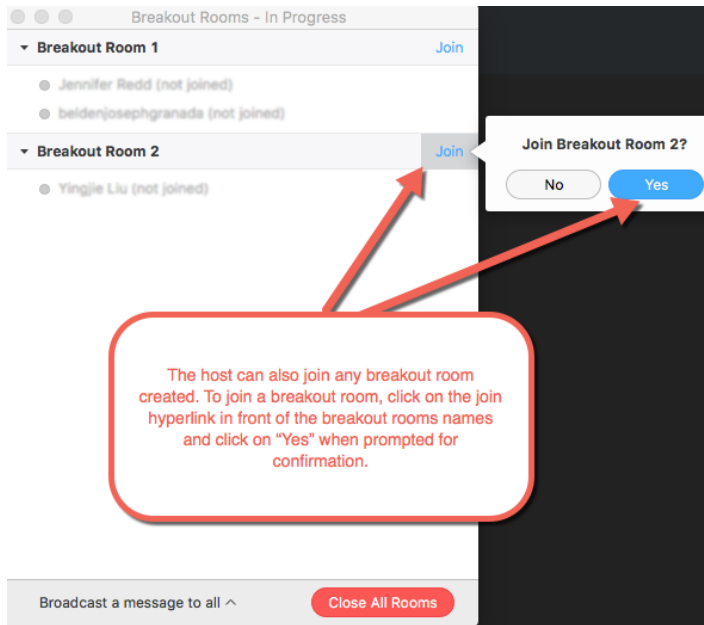 Breakout Rooms - In Progress
Breakout Room 1 Join
Jennifer Redd (not joined)
beldenjosephgranada (not joined)
Breakout Room 2 Join
Yingjie Liu (not joined)
Join Breakout Room 2?
No Yes
The host can also join any breakout room
created. To join a breakout room, click on the join
hyperlink in front of the breakout rooms names
and click on “Yes” when prompted for
confirmation.
Broadcast a message to all
Close All Rooms